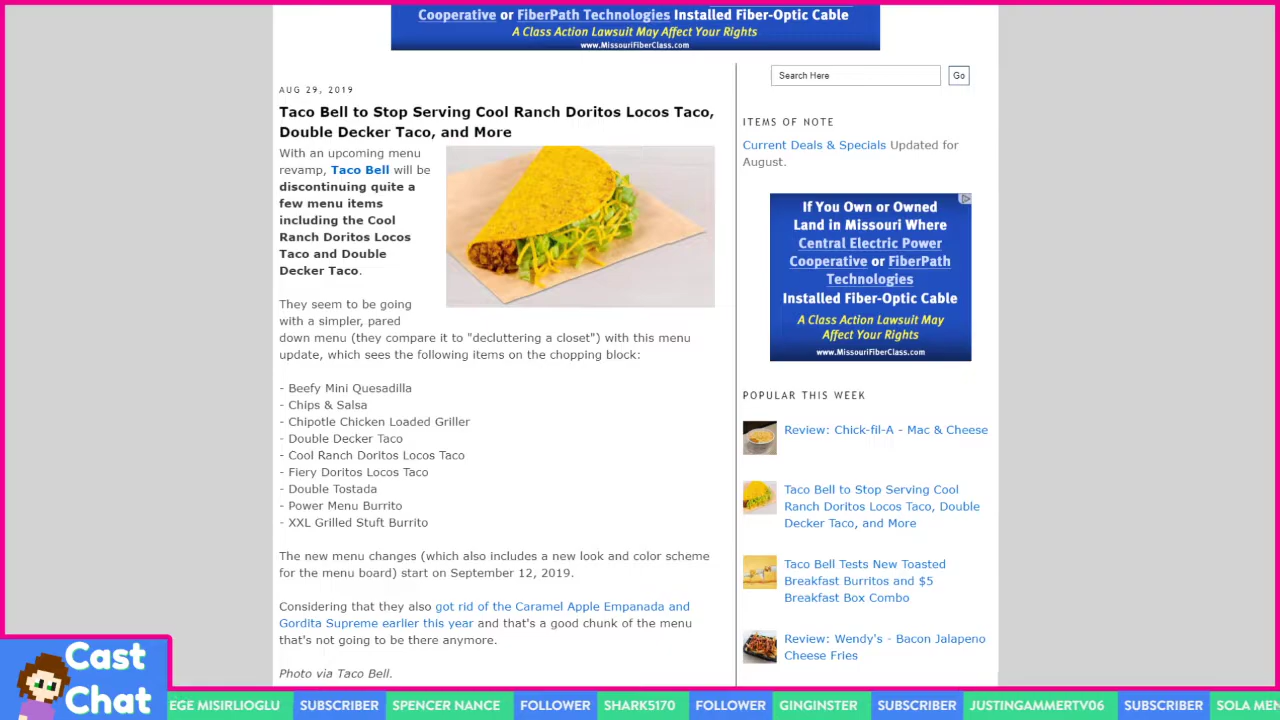 Cooperative or FiberPath Technologies Installed Fiber-Optic Cable
A Class Action Lawsuit May Affect Your Rights
www.MissouriFiberClass.com
AUG 29, 2019
Taco Bell to Stop Serving Cool Ranch Doritos Locos Taco,
Double Decker Taco, and More
With an upcoming menu
revamp, Taco Bell will be
discontinuing quite a
few menu items
including the Cool
Ranch Doritos Locos
Taco and Double
Decker Taco.
They seem to be going
with a simpler, pared
down menu (they compare it to "decluttering a closet") with this menu
update, which sees the following items on the chopping block:
- Beefy Mini Quesadilla
- Chips & Salsa
- Chipotle Chicken Loaded Griller
- Double Decker Taco
- Cool Ranch Doritos Locos Taco
- Fiery Doritos Locos Taco
- Double Tostada
- Power Menu Burrito
- XXL Grilled Stuft Burrito
The new menu changes (which also includes a new look and color scheme
for the menu board) start on September 12, 2019.
Considering that they also got rid of the Caramel Apple Empanada and
Gordita Supreme earlier this year and that's a good chunk of the menu
that's not going to be there anymore.
Photo via Taco Bell.
Search Here
Go
ITEMS OF NOTE
Current Deals & Specials Updated for
August.
If You Own or Owned
Land in Missouri Where
Central Electric Power
Cooperative or FiberPath
Technologies
Installed Fiber-Optic Cable
A Class Action Lawsuit May
Affect Your Rights
www.MissouriFiberClass.com
POPULAR THIS WEEK
Review: Chick-fil-A - Mac & Cheese
Taco Bell to Stop Serving Cool
Ranch Doritos Locos Taco, Double
Decker Taco, and More
Taco Bell Tests New Toasted
Breakfast Burritos and $5
Breakfast Box Combo
Review: Wendy's - Bacon Jalapeno
Cheese Fries
Cast
Chat
EGE MISIRLIOGLU SUBSCRIBER SPENCER NANCE FOLLOWER SHARK5170 FOLLOWER GINGINSTER SUBSCRIBER JUSTINGAMMERTV06 SUBSCRIBER SOLA MEN